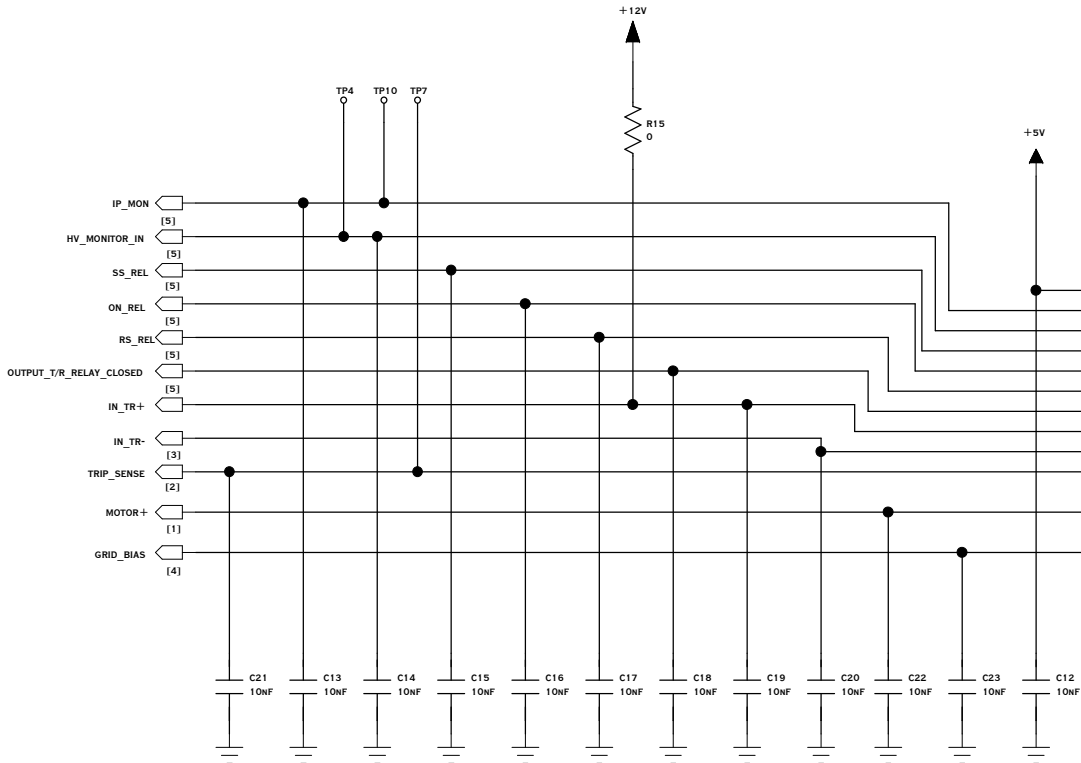 +12V
TP4 TP10 TP7
R15
0
+5V
IP_MON
[5]
HV_MONITOR_IN
[5]
SS_REL
[5]
ON_REL
[5]
RS_REL
[5]
OUTPUT_T/R_RELAY_CLOSED
[5]
IN_TR+
IN_TR-
[3]
TRIP_SENSE
[2]
MOTOR+
[1]
GRID_BIAS
[4]
C21 C13 C14 C15 C16 C17 C18 C19 C20 C22 C23 C12
10NF 10NF 10NF 10NF 10NF 10NF 10NF 10NF 10NF 10NF 10NF 10NF